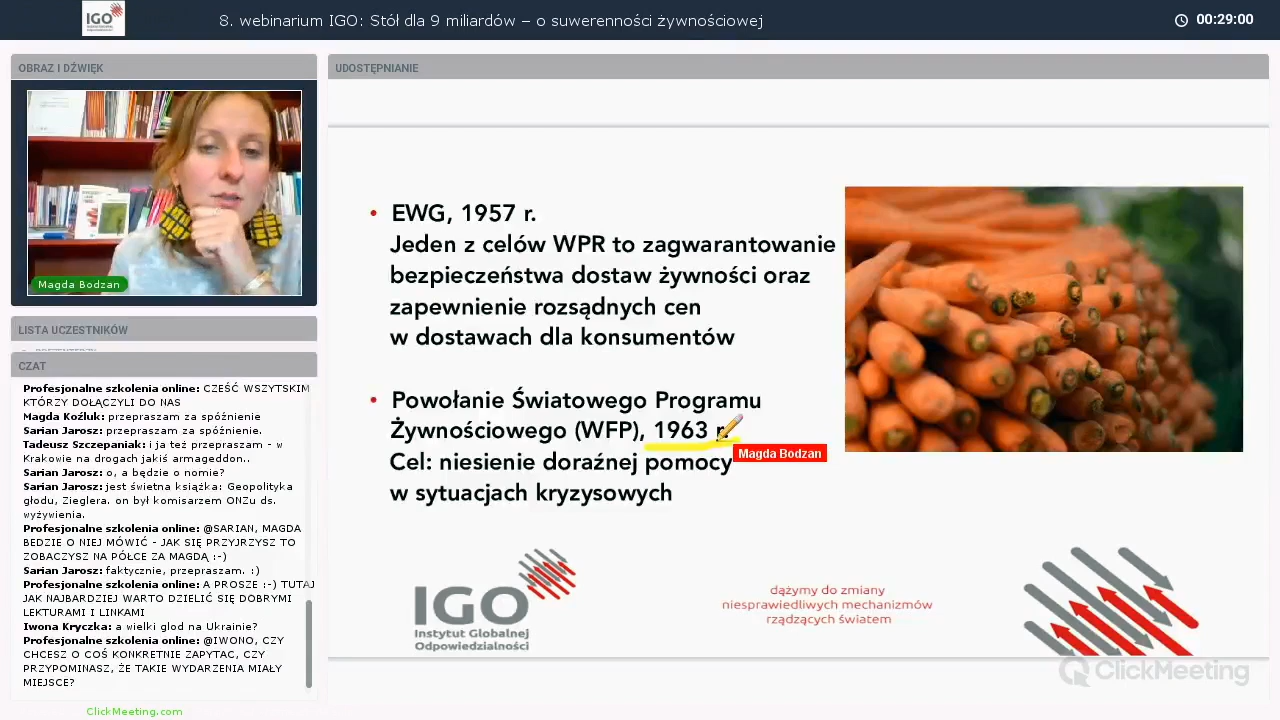 IGO
8. webinarium IGO: Stół dla 9 miliardów – o suwerenności żywnościowej
00:29:00
OBRAZ I DŹWIĘK
Magda Bodzan
LISTA UCZESTNIKÓW
CZAT
Profesjonalne szkolenia online: CZEŚĆ WSZYTSKIM
KTÓRZY DOŁĄCZYLI DO NAS
Magda Koźluk: przepraszam za spóźnienie
Sarian Jarosz: przepraszam za spóźnienie.
Tadeusz Szczepaniak: i ja też przepraszam - w
Krakowie na drogach jakiś armageddon..
Sarian Jarosz: o, a będzie o nomie?
Sarian Jarosz: jest świetna książka: Geopolityka
głodu, Zieglera. on był komisarzem ONZu ds.
wyżywienia.
Profesjonalne szkolenia online: @SARIAN, MAGDA
BEDZIE O NIEJ MÓWIĆ - JAK SIĘ PRZYJRZYSZ TO
ZOBACZYSZ NA PÓŁCE ZA MAGDĄ :-)
Sarian Jarosz: faktycznie, przepraszam. :)
Profesjonalne szkolenia online: A PROSZE :-) TUTAJ
JAK NAJBARDZIEJ WARTO DZIELIĆ SIĘ DOBRYMI
LEKTURAMI I LINKAMI
Iwona Kryczka: a wielki glod na Ukrainie?
Profesjonalne szkolenia online: @IWONO, CZY
CHCESZ O COŚ KONKRETNIE ZAPYTAC, CZY
PRZYPOMINASZ, ŻE TAKIE WYDARZENIA MIAŁY
MIEJSCE?
ClickMeeting.com
UDOSTĘPNIANIE
• EWG, 1957 r.
Jeden z celów WPR to zagwarantowanie
bezpieczeństwa dostaw żywności oraz
zapewnienie rozsądnych cen
w dostawach dla konsumentów
• Powołanie Światowego Programu
Żywnościowego (WFP), 1963 r.
Magda Bodzan
Cel: niesienie doraźnej pomocy
w sytuacjach kryzysowych
IGO
Instytut Globalnej
Odpowiedzialności
dążymy do zmiany
niesprawiedliwych mechanizmów
rządzących światem
ClickMeeting